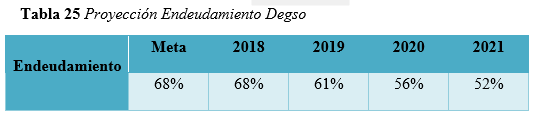 Tabla 25 Proyección Endeudamiento Degso
Endeudamiento
Meta 2018 2019 2020 2021
68% 68% 61% 56% 52%